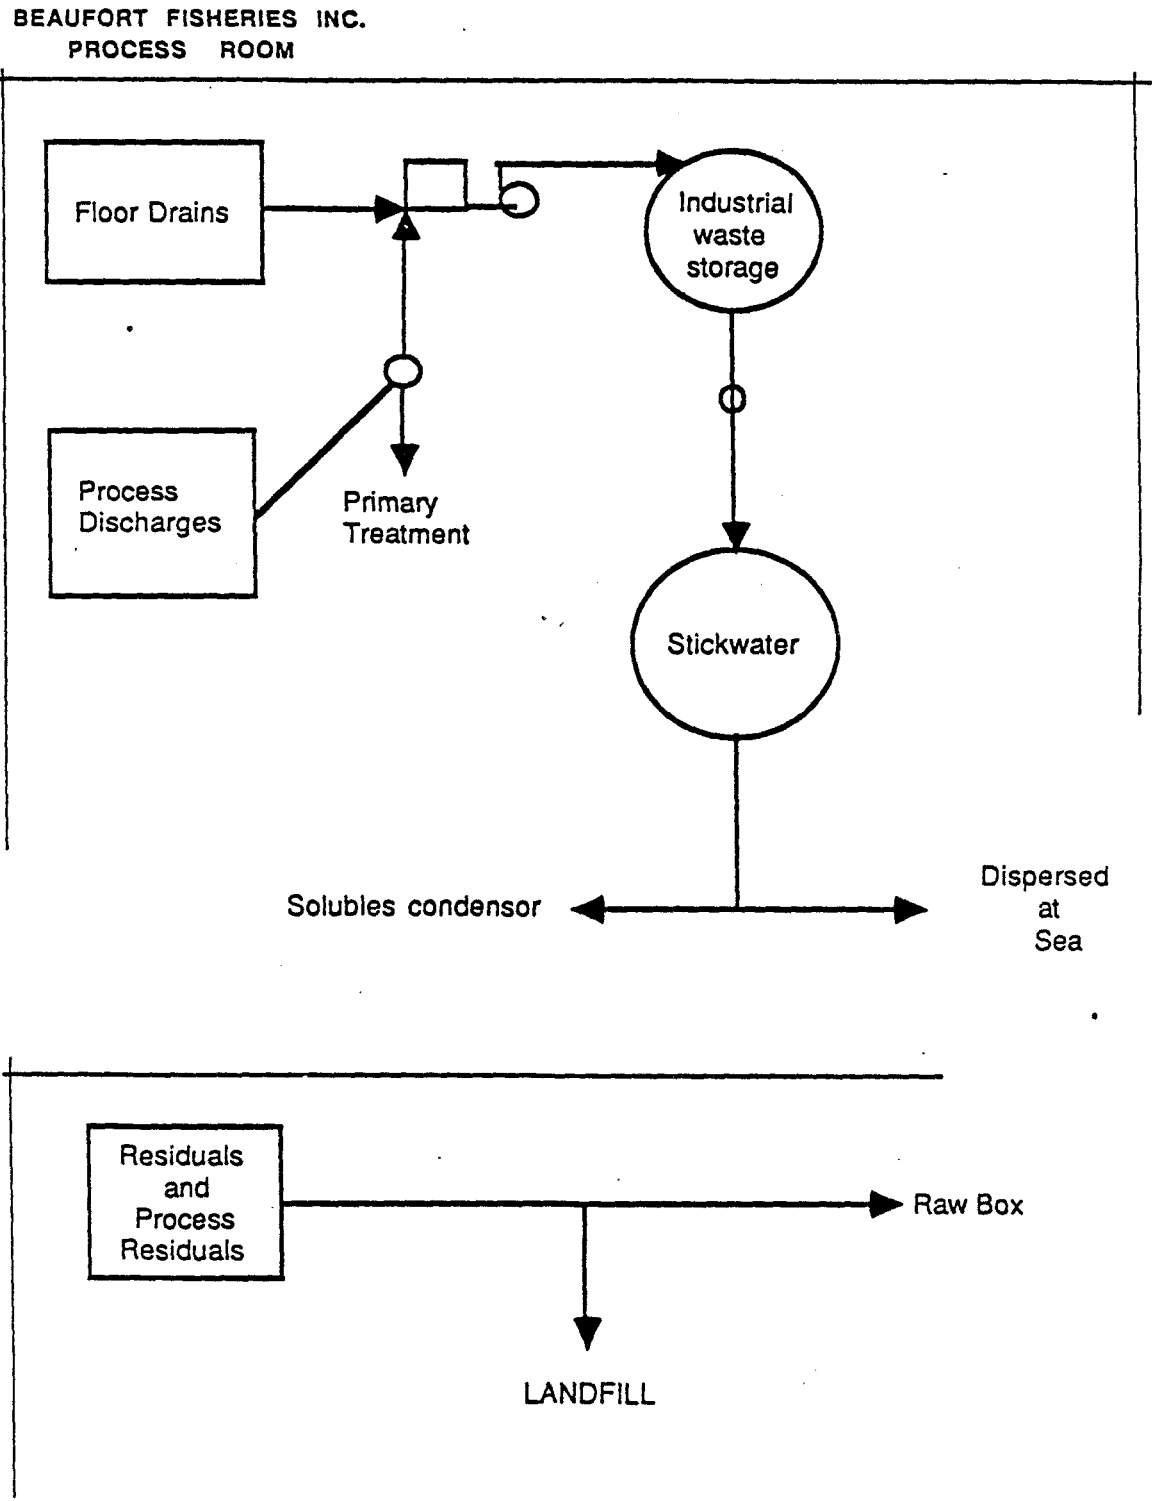 BEAUFORT FISHERIES INC.
PROCESS ROOM
Floor Drains
Industrial
waste
storage
Process
Discharges
Primary
Treatment
Stickwater
Solubles condensor
Dispersed
at
Sea
Residuals
and
Process
Residuals
Raw Box
LANDFILL